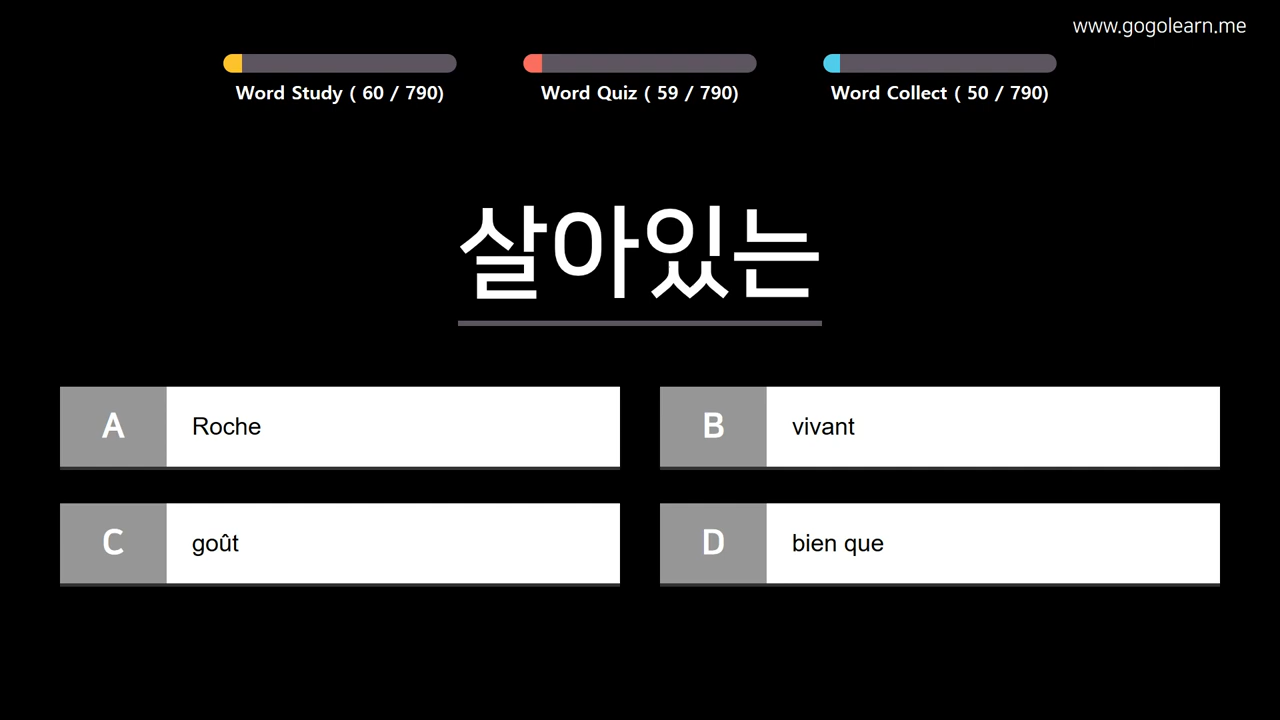 www.gogolearn.me
Word Study ( 60 / 790)
Word Quiz ( 59 / 790)
Word Collect ( 50 / 790)
살아있는
A Roche
B vivant
C goût
D bien que